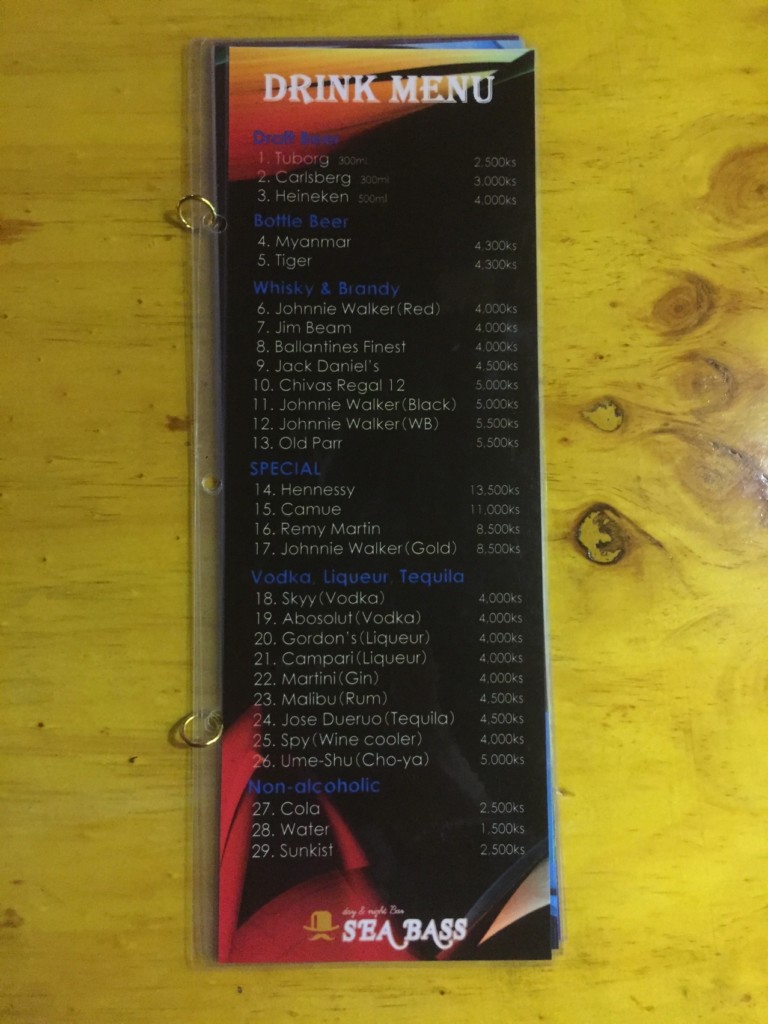 DRINK MENU
Draft Beer
1. Tuborg 300ml 2,500ks
2. Carlsberg 300ml 3,000ks
3. Heineken 500ml 4,000ks
Bottle Beer
4. Myanmar 4,300ks
5. Tiger 4,300ks
Whisky & Brandy
6. Johnnie Walker(Red) 4,000ks
7. Jim Beam 4,000ks
8. Ballantines Finest 4,000ks
9. Jack Daniel's 4,500ks
10. Chivas Regal 12 5,000ks
11. Johnnie Walker(Black) 5,000ks
12. Johnnie Walker(WB) 5,500ks
13. Old Parr 5,500ks
SPECIAL
14. Hennessy 13,500ks
15. Camue 11,000ks
16. Remy Martin 8,500ks
17. Johnnie Walker(Gold) 8,500ks
Vodka, Liqueur, Tequila
18. Skyy(Vodka) 4,000ks
19. Abosolut(Vodka) 4,000ks
20. Gordon's(Liqueur) 4,000ks
21. Campari(Liqueur) 4,000ks
22. Martini(Gin) 4,000ks
23. Malibu(Rum) 4,500ks
24. Jose Dueruo(Tequila) 4,500ks
25. Spy(Wine cooler) 4,000ks
26. Ume-Shu(Cho-ya) 5,000ks
Non-alcoholic
27. Cola 2,500ks
28. Water 1,500ks
29. Sunkist 2,500ks
day & night Bar
SEA BASS